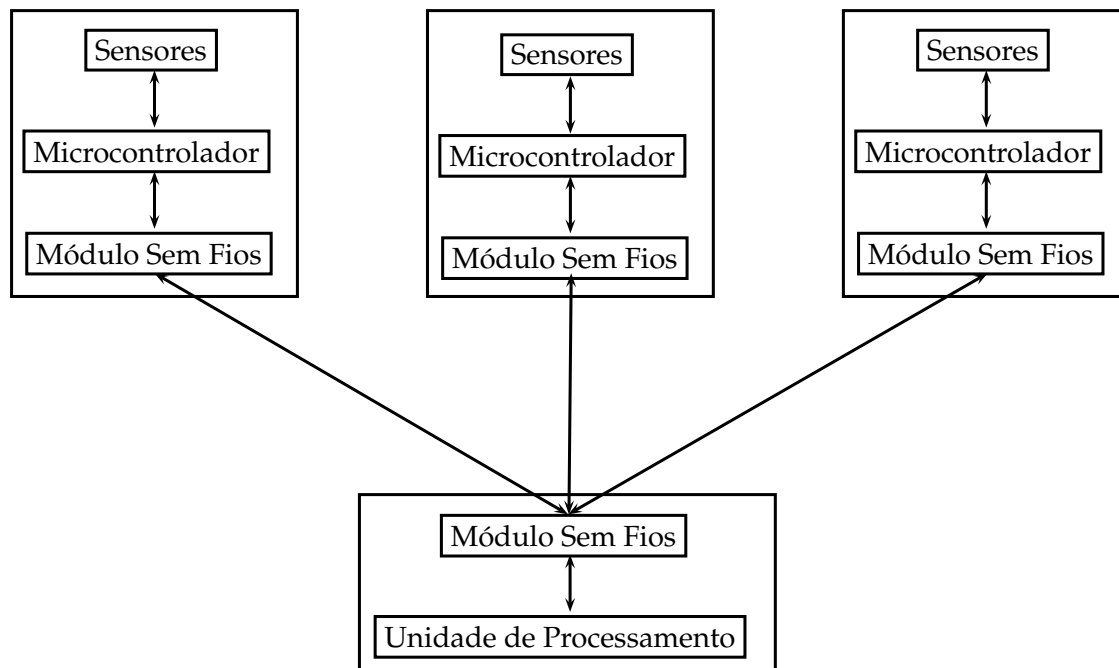 Sensores
Microcontrolador
Módulo Sem Fios
Sensores
Microcontrolador
Módulo Sem Fios
Sensores
Microcontrolador
Módulo Sem Fios
Módulo Sem Fios
Unidade de Processamento